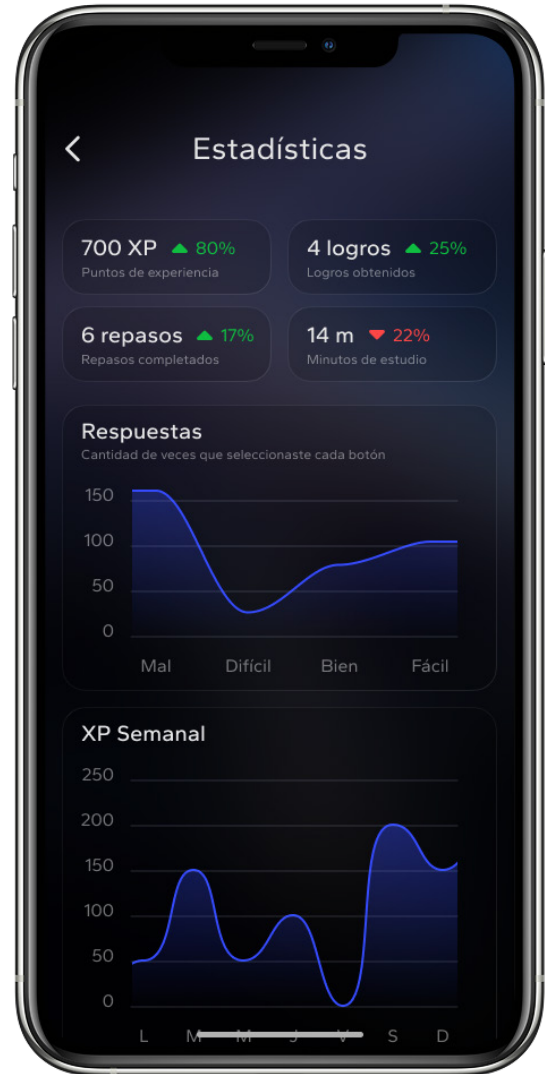 Estadísticas
700 XP 80%
Puntos de experiencia
4 logros 25%
Logros obtenidos
6 repasos 17%
Repasos completados
14 m 22%
Minutos de estudio
Respuestas
Cantidad de veces que seleccionaste cada botón
150
100
50
0
Mal Difícil Bien Fácil
XP Semanal
250
200
150
100
50
0
L M M J V S D